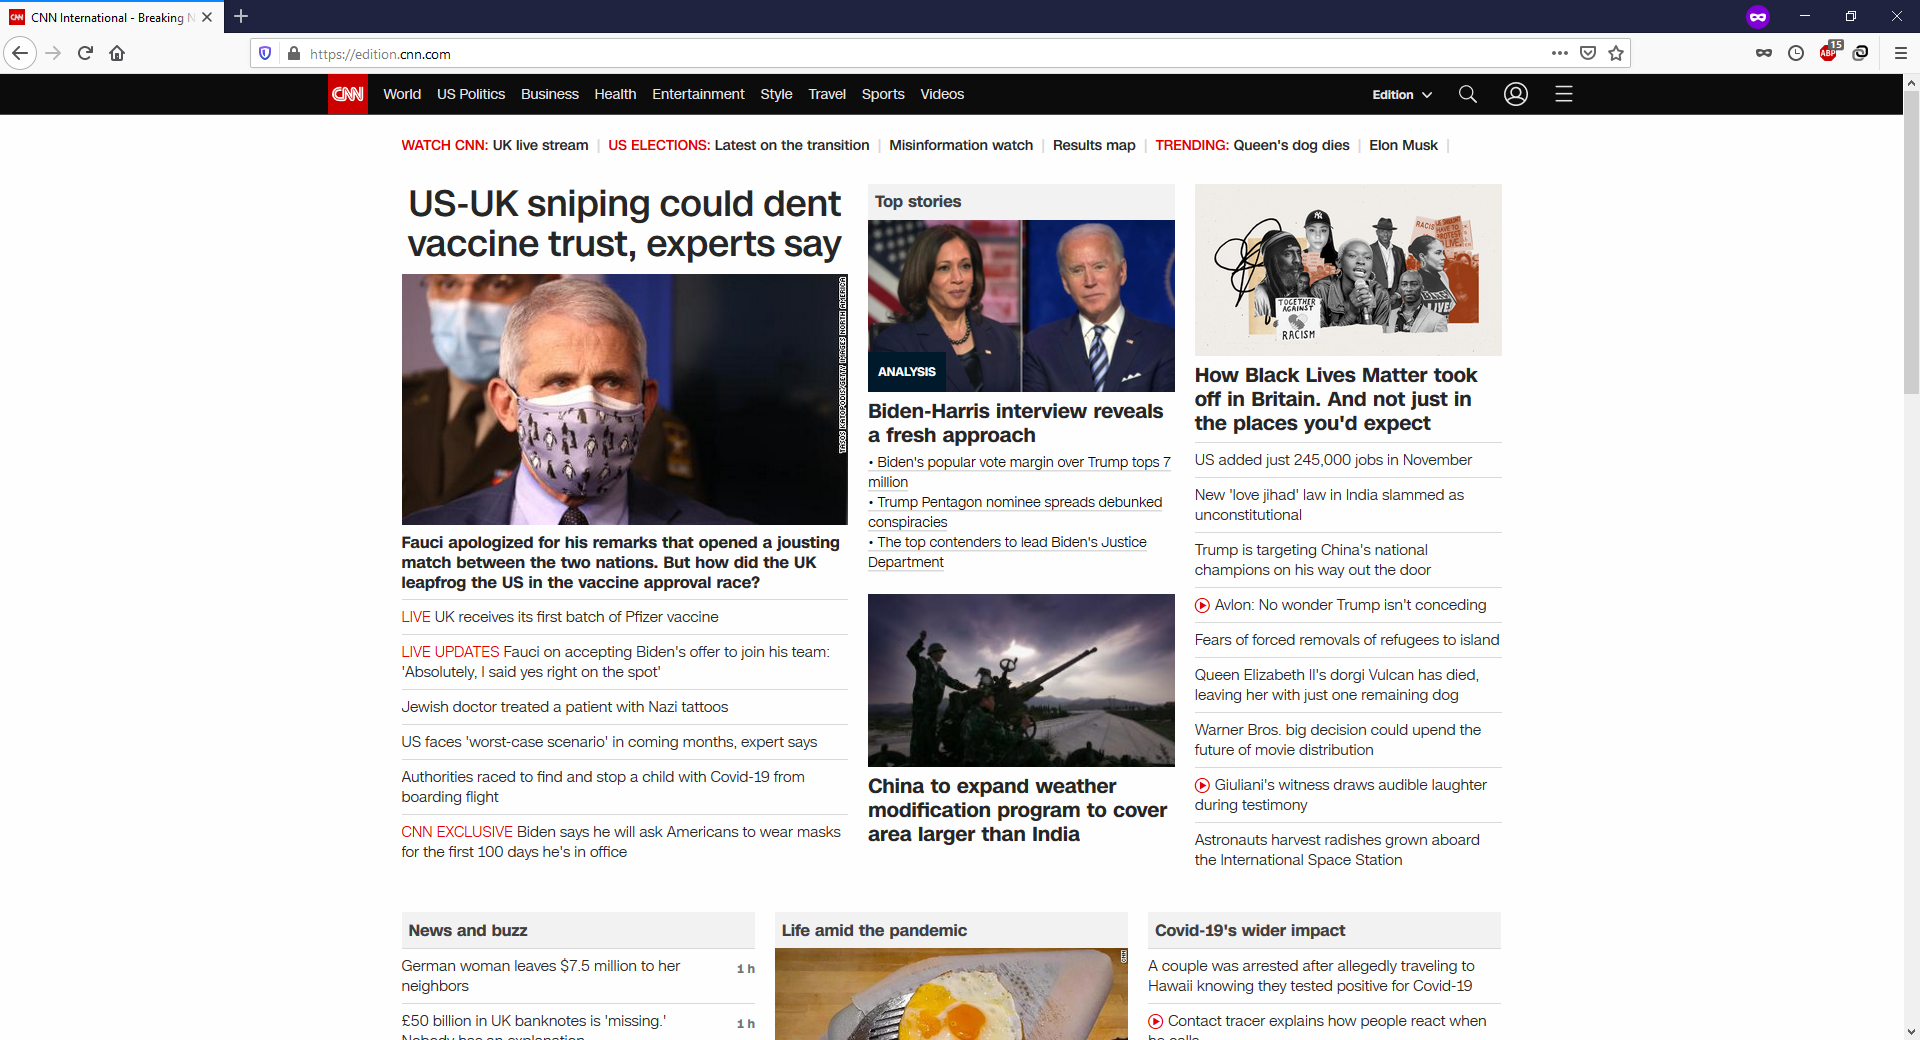 CNN International - Breaking N
https://edition.cnn.com
15
ABP
CNN World US Politics Business Health Entertainment Style Travel Sports Videos Edition
WATCH CNN: UK live stream | US ELECTIONS: Latest on the transition | Misinformation watch | Results map | TRENDING: Queen's dog dies | Elon Musk |
US-UK sniping could dent
vaccine trust, experts say
TASOS KATOPODIS/GETTY IMAGES NORTH AMERICA
Fauci apologized for his remarks that opened a jousting
match between the two nations. But how did the UK
leapfrog the US in the vaccine approval race?
LIVE UK receives its first batch of Pfizer vaccine
LIVE UPDATES Fauci on accepting Biden's offer to join his team:
'Absolutely, I said yes right on the spot'
Jewish doctor treated a patient with Nazi tattoos
US faces 'worst-case scenario' in coming months, expert says
Authorities raced to find and stop a child with Covid-19 from
boarding flight
CNN EXCLUSIVE Biden says he will ask Americans to wear masks
for the first 100 days he's in office
Top stories
ANALYSIS
Biden-Harris interview reveals
a fresh approach
• Biden's popular vote margin over Trump tops 7
million
• Trump Pentagon nominee spreads debunked
conspiracies
• The top contenders to lead Biden's Justice
Department
China to expand weather
modification program to cover
area larger than India
TOGETHER
AGAINST
RACISM
How Black Lives Matter took
off in Britain. And not just in
the places you'd expect
US added just 245,000 jobs in November
New 'love jihad' law in India slammed as
unconstitutional
Trump is targeting China's national
champions on his way out the door
Avlon: No wonder Trump isn't conceding
Fears of forced removals of refugees to island
Queen Elizabeth II's dorgi Vulcan has died,
leaving her with just one remaining dog
Warner Bros. big decision could upend the
future of movie distribution
Giuliani's witness draws audible laughter
during testimony
Astronauts harvest radishes grown aboard
the International Space Station
News and buzz
German woman leaves $7.5 million to her
neighbors
1 h
£50 billion in UK banknotes is 'missing.'
Nobody has an explanation
1 h
Life amid the pandemic
CNN
Covid-19's wider impact
A couple was arrested after allegedly traveling to
Hawaii knowing they tested positive for Covid-19
Contact tracer explains how people react when
he calls